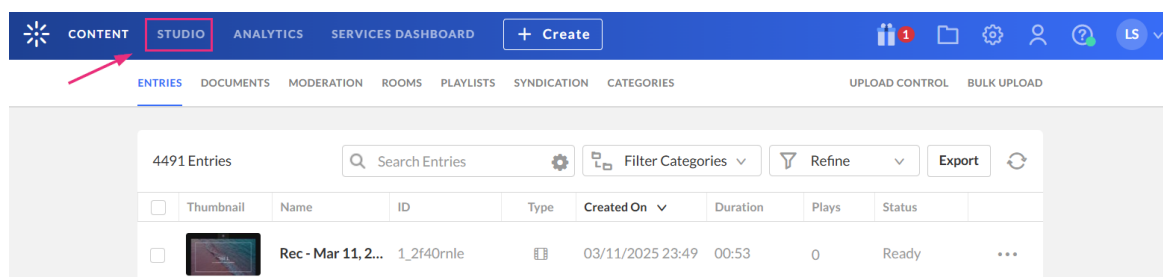 CONTENT STUDIO ANALYTICS SERVICES DASHBOARD + Create 1 LS
ENTRIES DOCUMENTS MODERATION ROOMS PLAYLISTS SYNDICATION CATEGORIES UPLOAD CONTROL BULK UPLOAD
4491 Entries Search Entries Filter Categories Refine Export
Thumbnail Name ID Type Created On Duration Plays Status
Rec - Mar 11, 2... 1_2f40rnle 03/11/2025 23:49 00:53 0 Ready